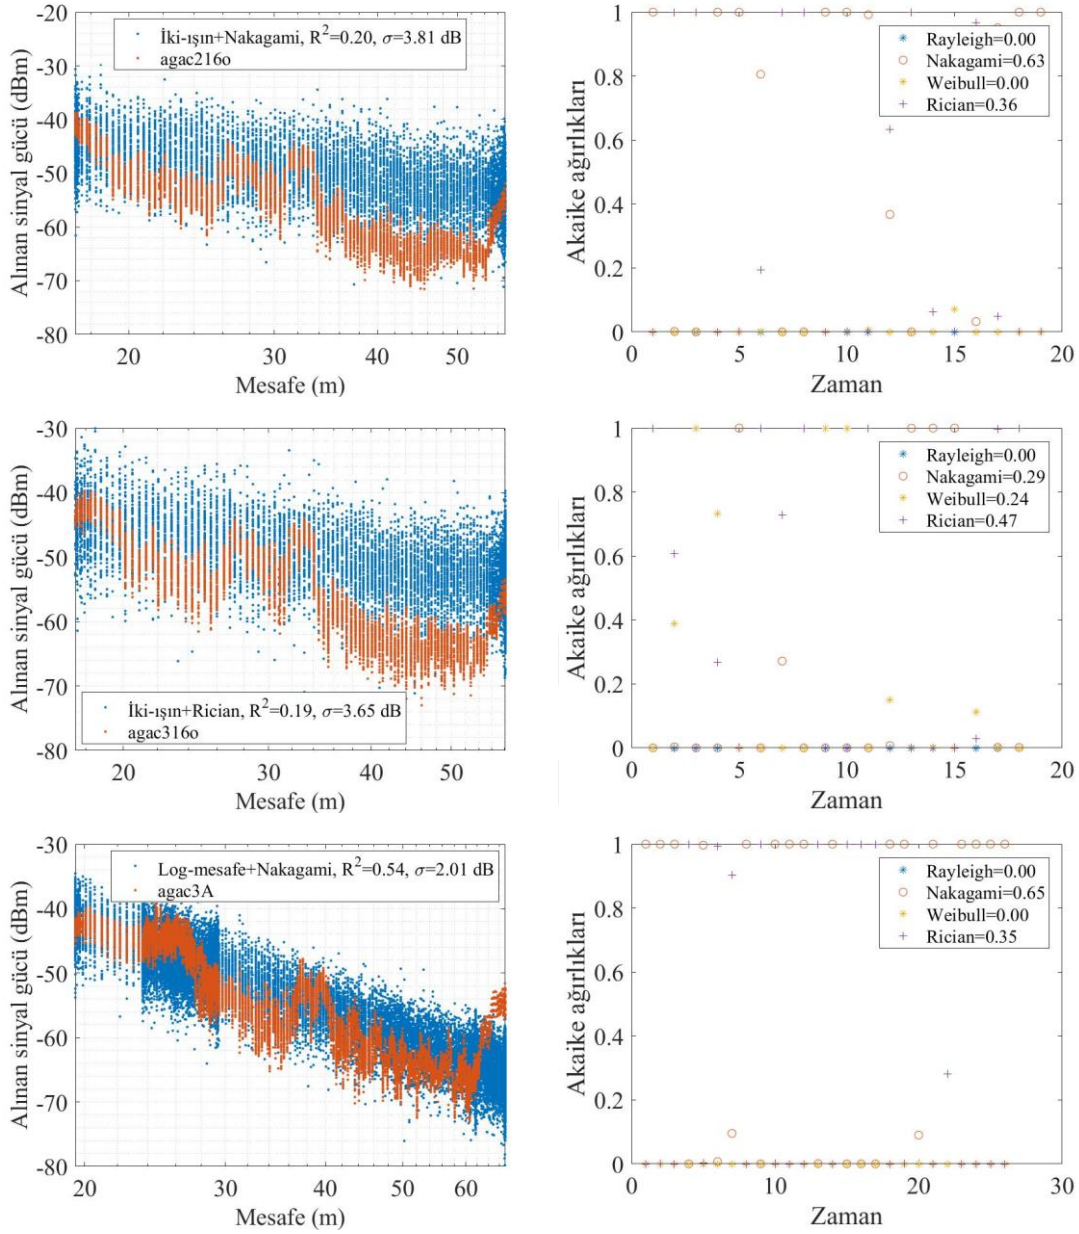 -20
-30
-40
-50
-60
-70
-80
Alınan sinyal gücü (dBm)
İki-ışın+Nakagami, R²=0.20, σ=3.81 dB
agac216o
20
30
40
50
Mesafe (m)
1
0.8
0.6
0.4
0.2
0
Akaike ağırlıkları
Rayleigh=0.00
Nakagami=0.63
Weibull=0.00
Rician=0.36
0
5
10
15
20
Zaman
-30
-40
-50
-60
-70
-80
Alınan sinyal gücü (dBm)
İki-ışın+Rician, R²=0.19, σ=3.65 dB
agac316o
20
30
40
50
Mesafe (m)
1
0.8
0.6
0.4
0.2
0
Akaike ağırlıkları
Rayleigh=0.00
Nakagami=0.29
Weibull=0.24
Rician=0.47
0
5
10
15
20
Zaman
-30
-40
-50
-60
-70
-80
Alınan sinyal gücü (dBm)
Log-mesafe+Nakagami, R²=0.54, σ=2.01 dB
agac3A
20
30
40
50
60
Mesafe (m)
1
0.8
0.6
0.4
0.2
0
Akaike ağırlıkları
Rayleigh=0.00
Nakagami=0.65
Weibull=0.00
Rician=0.35
0
10
20
30
Zaman